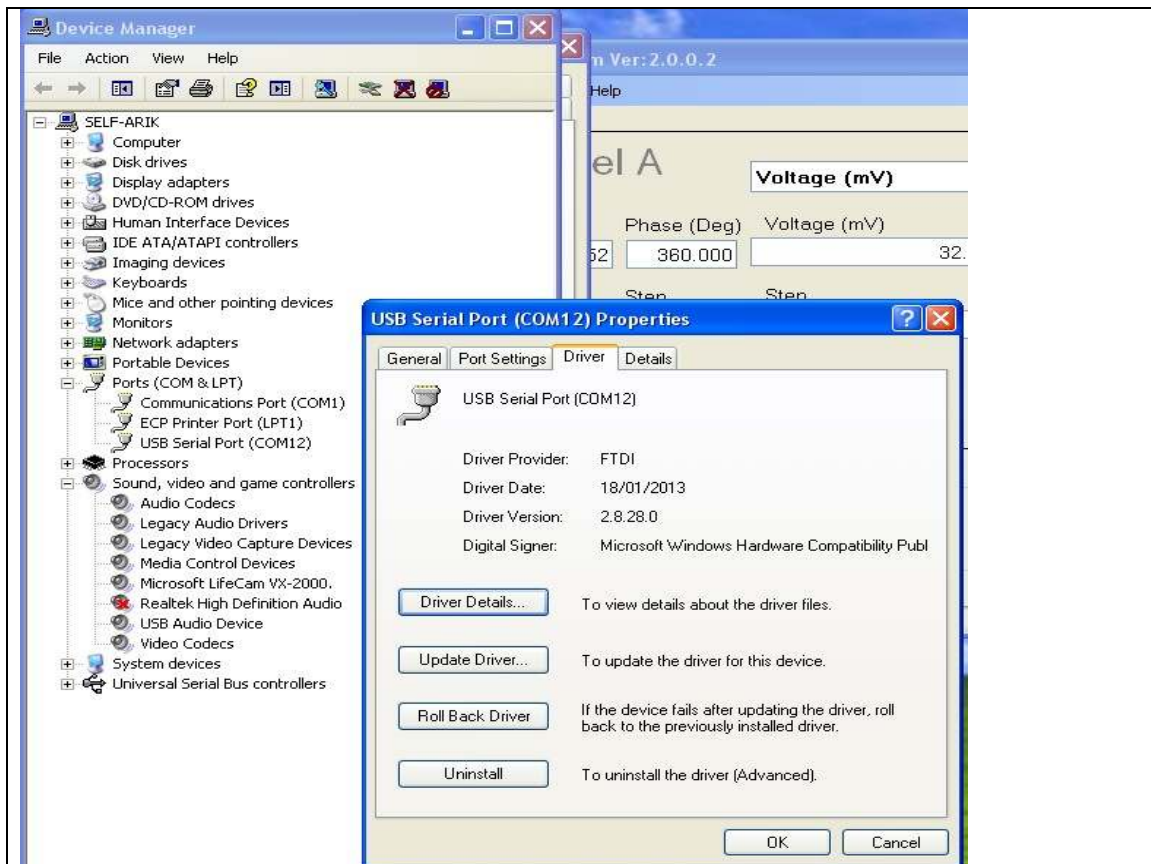 Device Manager
File Action View Help
SELF-ARIK
Computer
Disk drives
Display adapters
DVD/CD-ROM drives
Human Interface Devices
IDE ATA/ATAPI controllers
Imaging devices
Keyboards
Mice and other pointing devices
Monitors
Network adapters
Portable Devices
Ports (COM & LPT)
Communications Port (COM1)
ECP Printer Port (LPT1)
USB Serial Port (COM12)
Processors
Sound, video and game controllers
Audio Codecs
Legacy Audio Drivers
Legacy Video Capture Devices
Media Control Devices
Microsoft LifeCam VX-2000.
Realtek High Definition Audio
USB Audio Device
Video Codecs
System devices
Universal Serial Bus controllers
m Ver:2.0.0.2
Help
el A
Voltage (mV)
Phase (Deg) Voltage (mV)
52 360.000 32.
Step Step
USB Serial Port (COM12) Properties
General Port Settings Driver Details
USB Serial Port (COM12)
Driver Provider: FTDI
Driver Date: 18/01/2013
Driver Version: 2.8.28.0
Digital Signer: Microsoft Windows Hardware Compatibility Publ
Driver Details... To view details about the driver files.
Update Driver... To update the driver for this device.
Roll Back Driver If the device fails after updating the driver, roll
back to the previously installed driver.
Uninstall To uninstall the driver (Advanced).
OK Cancel